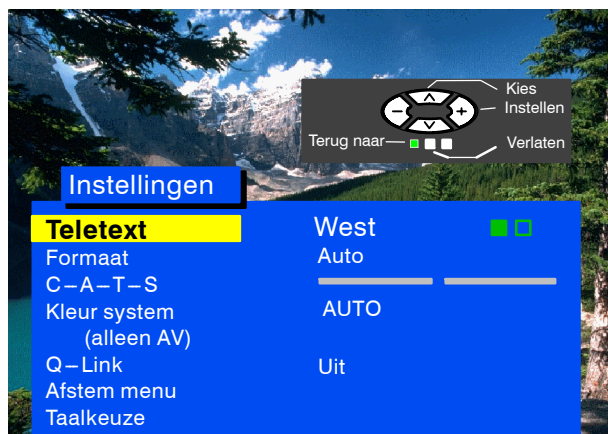 Kies
Instellen
Terug naar
Verlaten
Instellingen
Teletext West
Formaat Auto
C–A–T–S
Kleur system AUTO
(alleen AV)
Q–Link Uit
Afstem menu
Taalkeuze